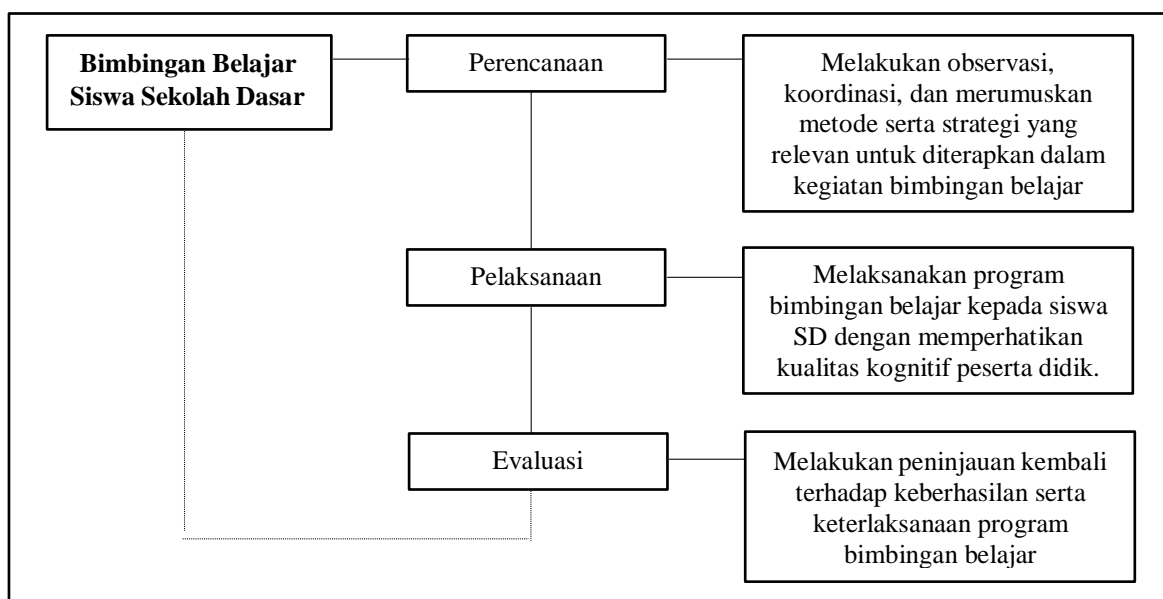 Bimbingan Belajar
Siswa Sekolah Dasar
Perencanaan
Melakukan observasi,
koordinasi, dan merumuskan
metode serta strategi yang
relevan untuk diterapkan dalam
kegiatan bimbingan belajar
Pelaksanaan
Melaksanakan program
bimbingan belajar kepada siswa
SD dengan memperhatikan
kualitas kognitif peserta didik.
Evaluasi
Melakukan peninjauan kembali
terhadap keberhasilan serta
keterlaksanaan program
bimbingan belajar